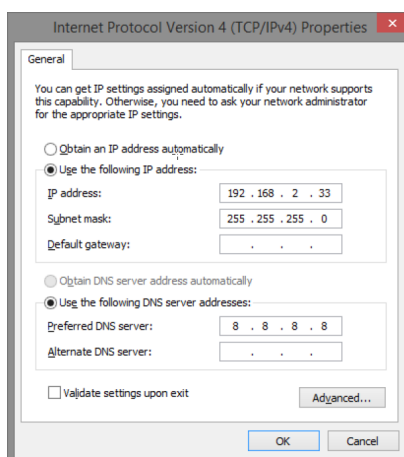 Internet Protocol Version 4 (TCP/IPv4) Properties
General
You can get IP settings assigned automatically if your network supports
this capability. Otherwise, you need to ask your network administrator
for the appropriate IP settings.
Obtain an IP address automatically
Use the following IP address:
IP address: 192 . 168 . 2 . 33
Subnet mask: 255 . 255 . 255 . 0
Default gateway: . . .
Obtain DNS server address automatically
Use the following DNS server addresses:
Preferred DNS server: 8 . 8 . 8 . 8
Alternate DNS server: . . .
Validate settings upon exit
Advanced...
OK Cancel